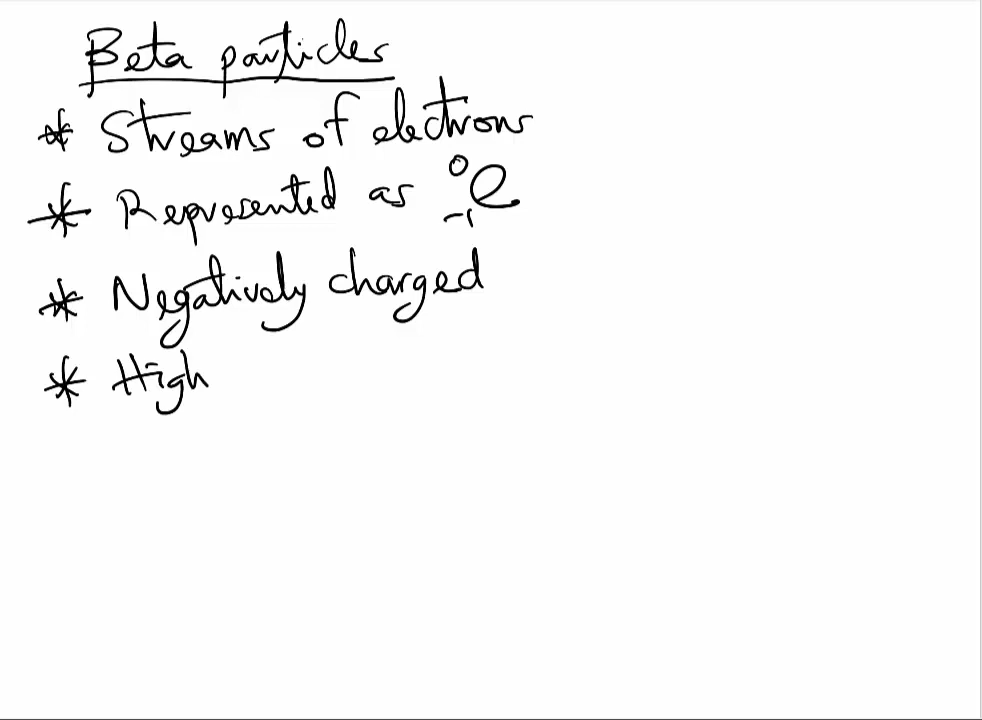 Beta particles
* Streams of electrons
* Represented as ⁰₋₁e
* Negatively charged
* High